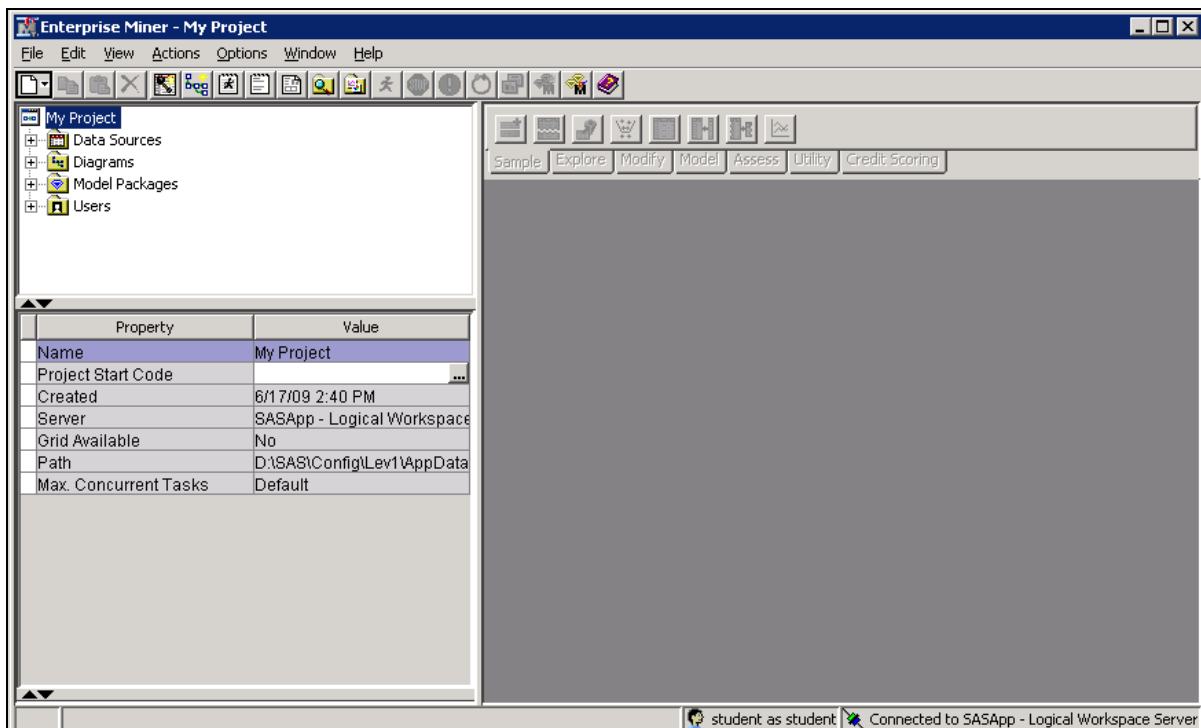 Enterprise Miner - My Project
File Edit View Actions Options Window Help
My Project
Data Sources
Diagrams
Model Packages
Users
Sample Explore Modify Model Assess Utility Credit Scoring
Property Value
Name My Project
Project Start Code ...
Created 6/17/09 2:40 PM
Server SASApp - Logical Workspace
Grid Available No
Path D:\SAS\Config\Lev1\AppData
Max. Concurrent Tasks Default
student as student Connected to SASApp - Logical Workspace Server